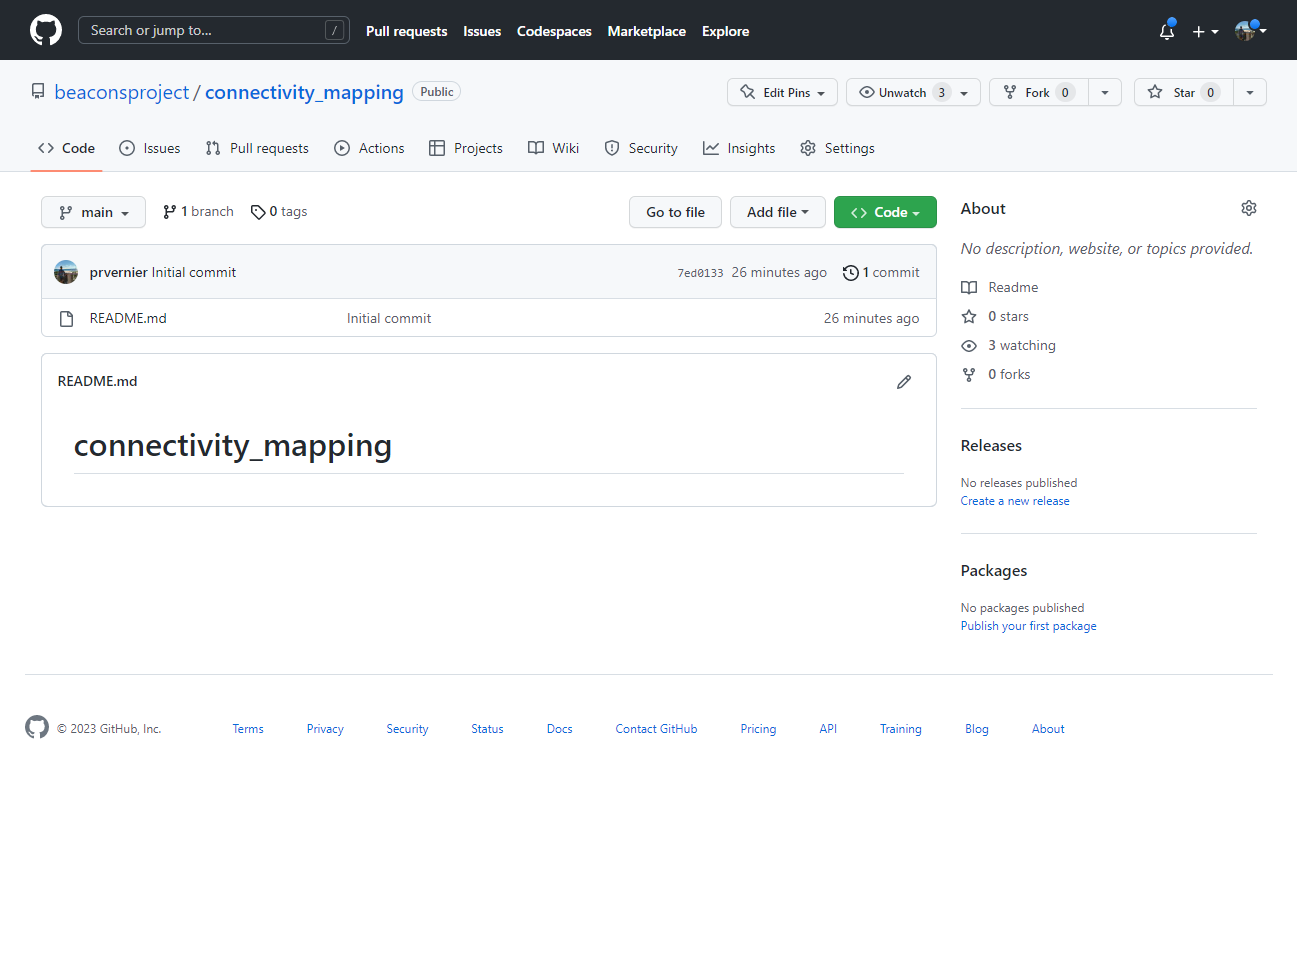 Search or jump to... / Pull requests Issues Codespaces Marketplace Explore
beaconsproject / connectivity_mapping Public Edit Pins Unwatch 3 Fork 0 Star 0
Code Issues Pull requests Actions Projects Wiki Security Insights Settings
main 1 branch 0 tags Go to file Add file Code
prvernier Initial commit 7ed0133 26 minutes ago 1 commit
README.md Initial commit 26 minutes ago
README.md
connectivity_mapping
About
No description, website, or topics provided.
Readme
0 stars
3 watching
0 forks
Releases
No releases published
Create a new release
Packages
No packages published
Publish your first package
© 2023 GitHub, Inc. Terms Privacy Security Status Docs Contact GitHub Pricing API Training Blog About